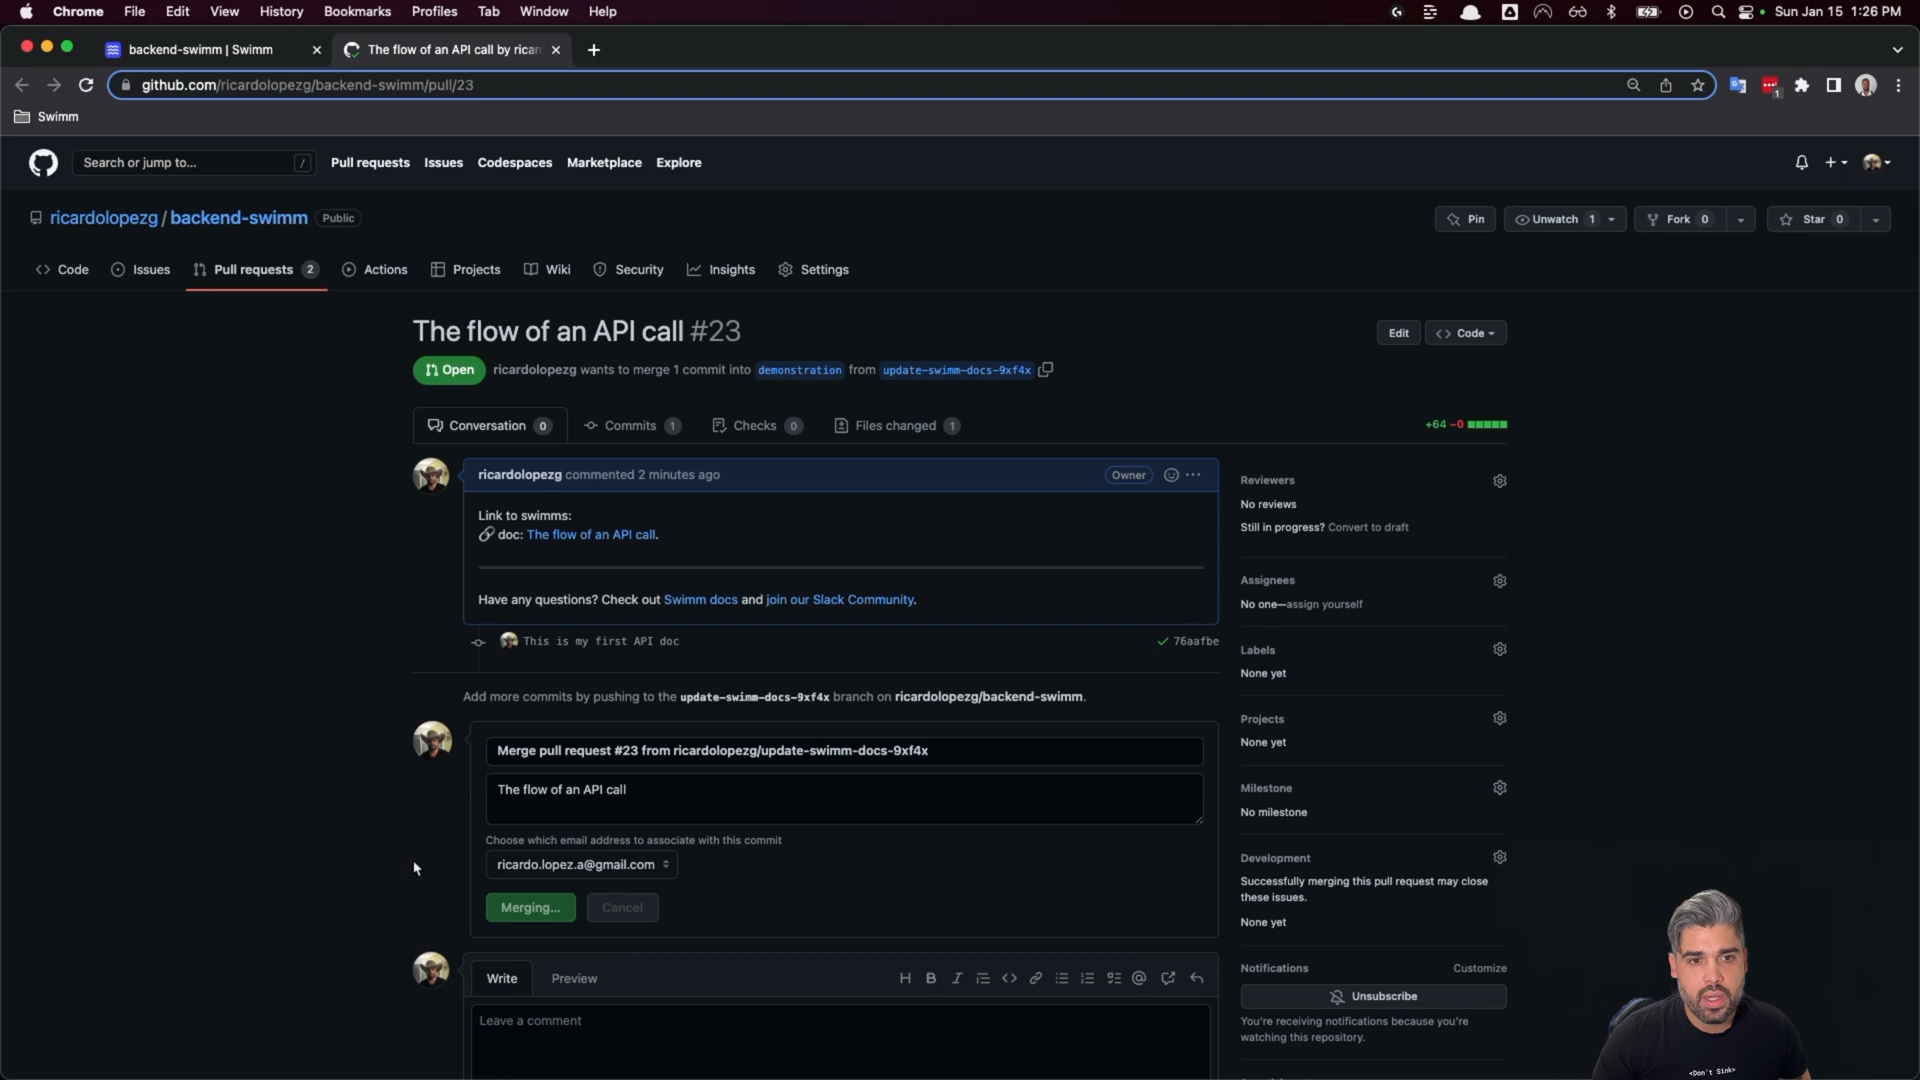 Chrome File Edit View History Bookmarks Profiles Tab Window Help Sun Jan 15 1:26 PM
backend-swimm | Swimm The flow of an API call by ricar
github.com/ricardolopezg/backend-swimm/pull/23
1
Swimm
Search or jump to... / Pull requests Issues Codespaces Marketplace Explore
ricardolopezg / backend-swimm Public Pin Unwatch 1 Fork 0 Star 0
Code Issues Pull requests 2 Actions Projects Wiki Security Insights Settings
The flow of an API call #23 Edit Code
Open ricardolopezg wants to merge 1 commit into demonstration from update-swimm-docs-9xf4x
Conversation 0 Commits 1 Checks 0 Files changed 1 +64 −0
ricardolopezg commented 2 minutes ago Owner
Link to swimms:
doc: The flow of an API call.
Have any questions? Check out Swimm docs and join our Slack Community.
This is my first API doc 76aafbe
Add more commits by pushing to the update-swimm-docs-9xf4x branch on ricardolopezg/backend-swimm.
Merge pull request #23 from ricardolopezg/update-swimm-docs-9xf4x
The flow of an API call
Choose which email address to associate with this commit
ricardo.lopez.a@gmail.com
Merging... Cancel
Write Preview
Leave a comment
Reviewers
No reviews
Still in progress? Convert to draft
Assignees
No one—assign yourself
Labels
None yet
Projects
None yet
Milestone
No milestone
Development
Successfully merging this pull request may close
these issues.
None yet
Notifications Customize
Unsubscribe
You're receiving notifications because you're
watching this repository.
<Don't Sink>